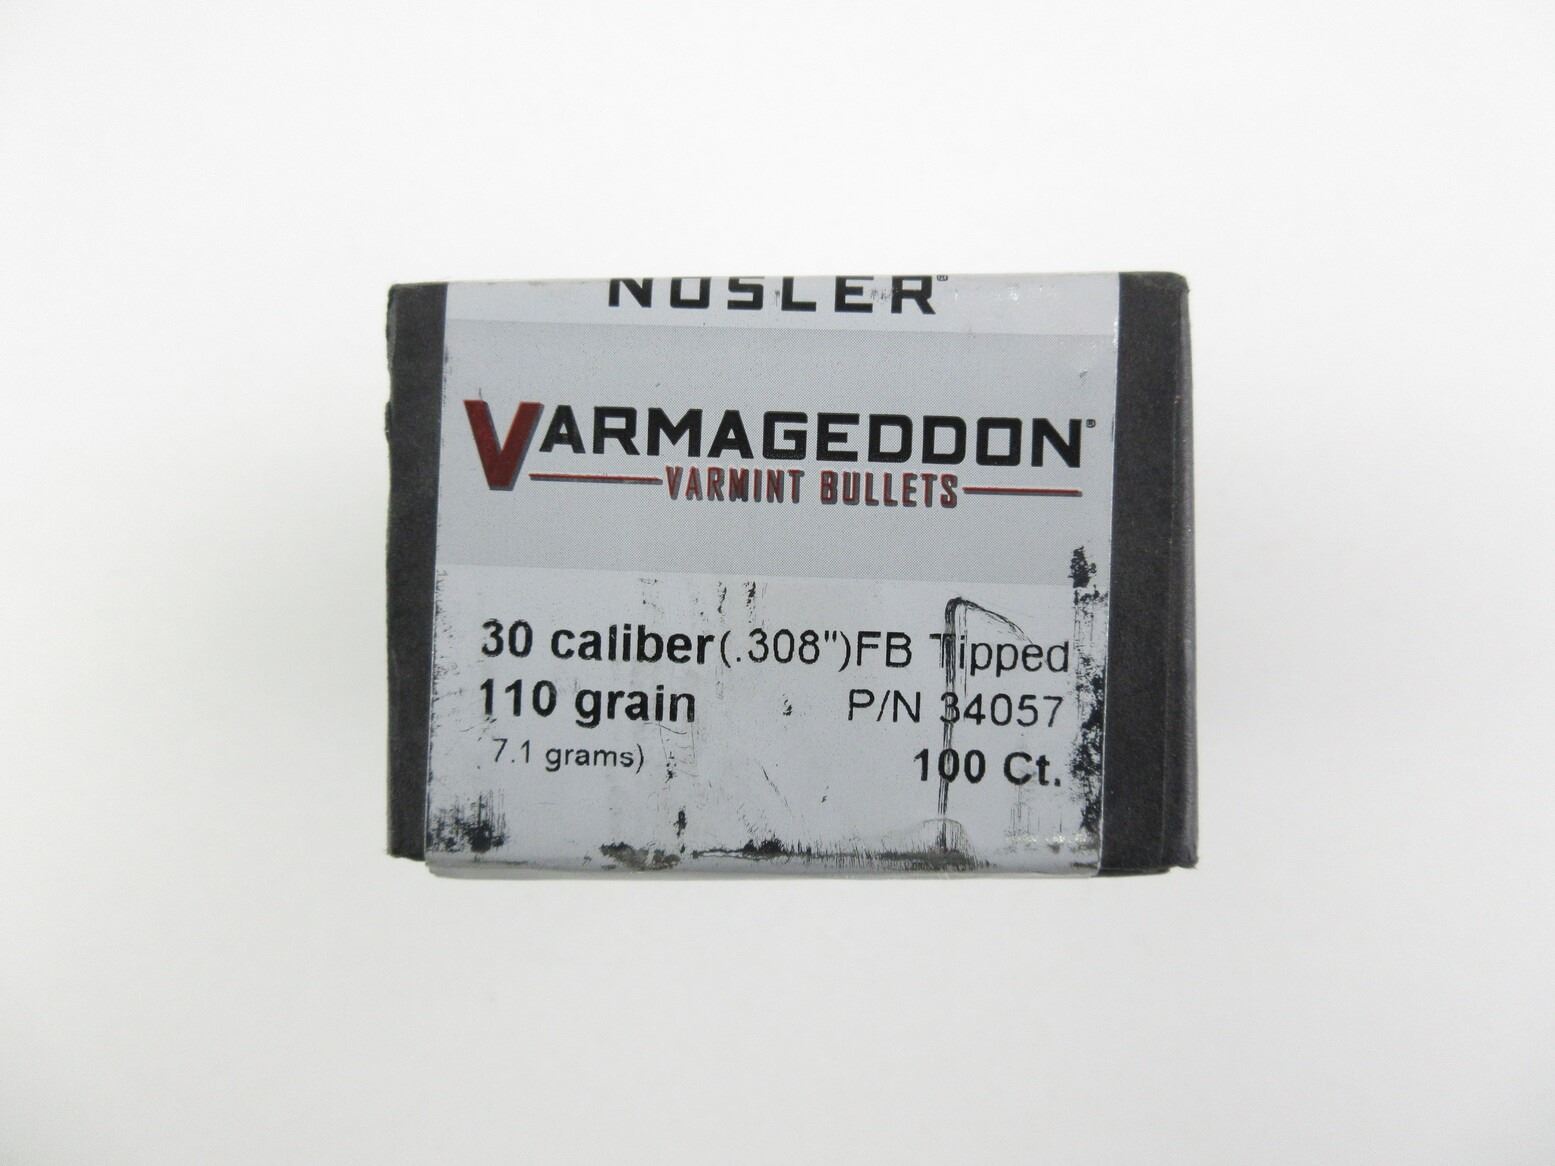 NOSLER®
VARMAGEDDON®
VARMINT BULLETS
30 caliber(.308")FB Tipped
110 grain P/N 34057
7.1 grams) 100 Ct.